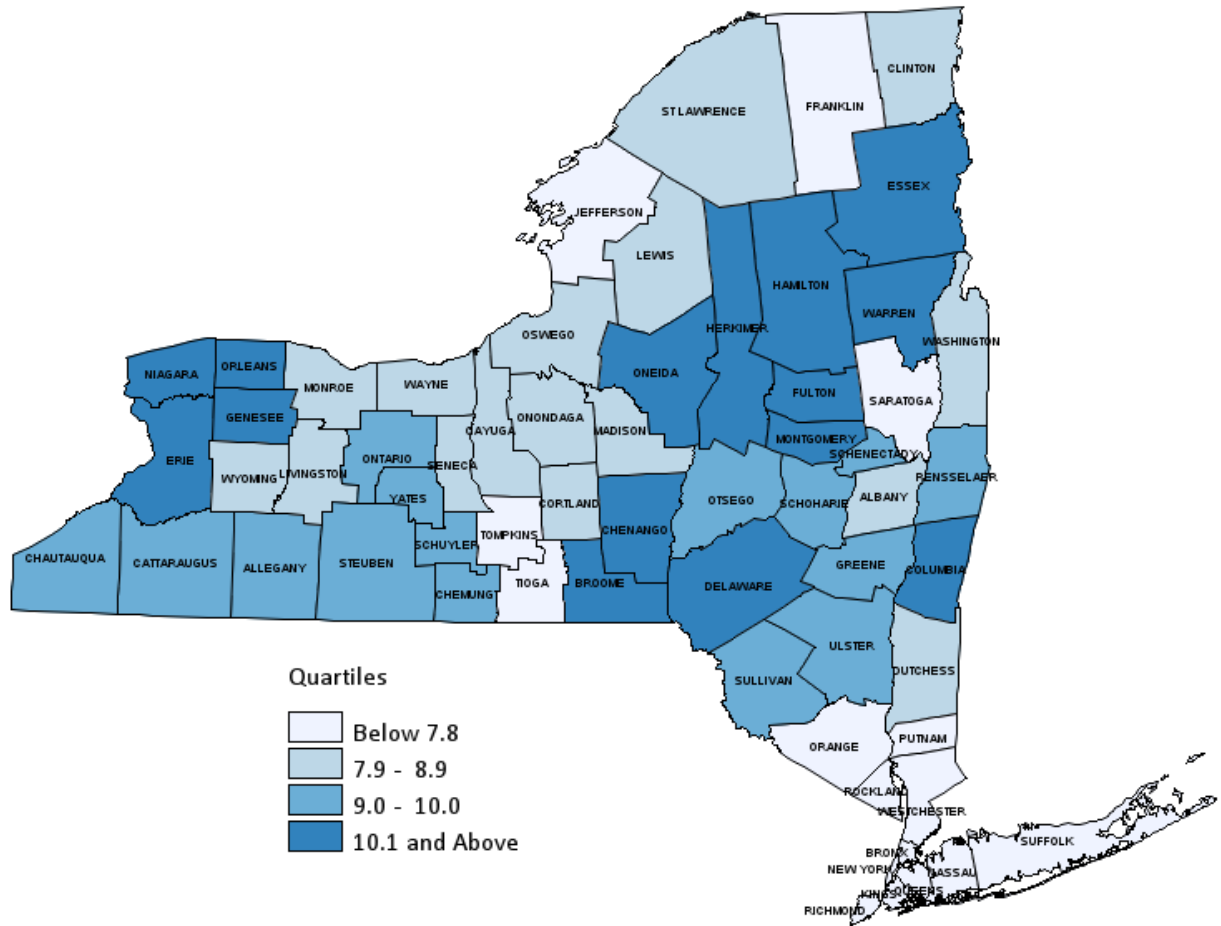 CLINTON
ST LAWRENCE
FRANKLIN
ESSEX
JEFFERSON
LEWIS
HAMILTON
WARREN
HERKIMER
OSWEGO
WASHINGTON
ORLEANS
NIAGARA
ONEIDA
MONROE
WAYNE
FULTON
SARATOGA
GENESEE
ONONDAGA
CAYUGA
MADISON
MONTGOMERY
SCHENECTADY
ERIE
ONTARIO
SENECA
LIVINGSTON
WYOMING
RENSSELAER
YATES
CORTLAND
OTSEGO
SCHOHARIE
ALBANY
CHENANGO
TOMPKINS
SCHUYLER
CHAUTAUQUA
CATTARAUGUS
ALLEGANY
STEUBEN
GREENE
COLUMBIA
TIOGA
BROOME
DELAWARE
CHEMUNG
ULSTER
DUTCHESS
SULLIVAN
Quartiles
Below 7.8
7.9 - 8.9
9.0 - 10.0
10.1 and Above
ORANGE
PUTNAM
ROCKLAND
WESTCHESTER
SUFFOLK
BRONX
NEW YORK
NASSAU
KINGS
QUEENS
RICHMOND